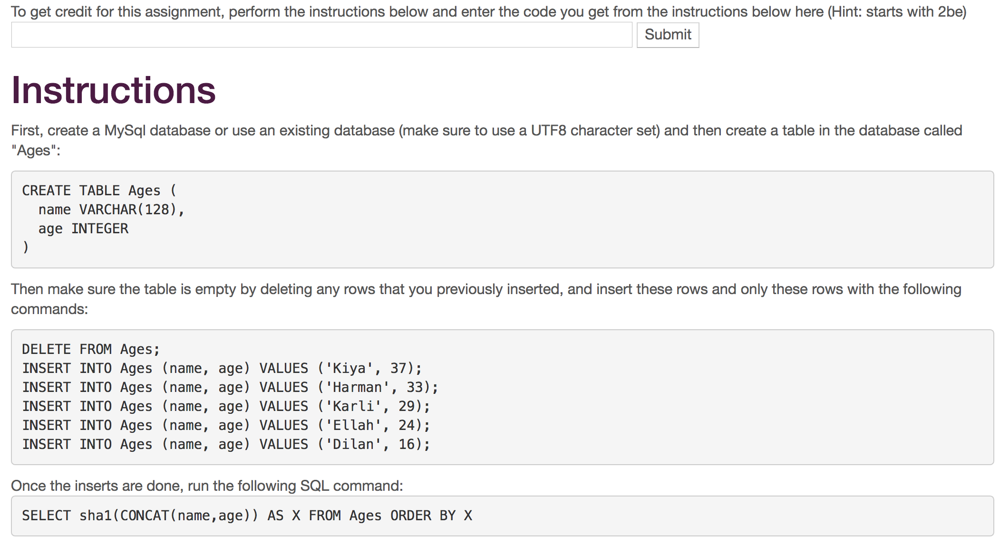 To get credit for this assignment, perform the instructions below and enter the code you get from the instructions below here (Hint: starts with 2be)
Submit
Instructions
First, create a MySql database or use an existing database (make sure to use a UTF8 character set) and then create a table in the database called
"Ages":
CREATE TABLE Ages (
  name VARCHAR(128),
  age INTEGER
)
Then make sure the table is empty by deleting any rows that you previously inserted, and insert these rows and only these rows with the following
commands:
DELETE FROM Ages;
INSERT INTO Ages (name, age) VALUES ('Kiya', 37);
INSERT INTO Ages (name, age) VALUES ('Harman', 33);
INSERT INTO Ages (name, age) VALUES ('Karli', 29);
INSERT INTO Ages (name, age) VALUES ('Ellah', 24);
INSERT INTO Ages (name, age) VALUES ('Dilan', 16);
Once the inserts are done, run the following SQL command:
SELECT sha1(CONCAT(name,age)) AS X FROM Ages ORDER BY X